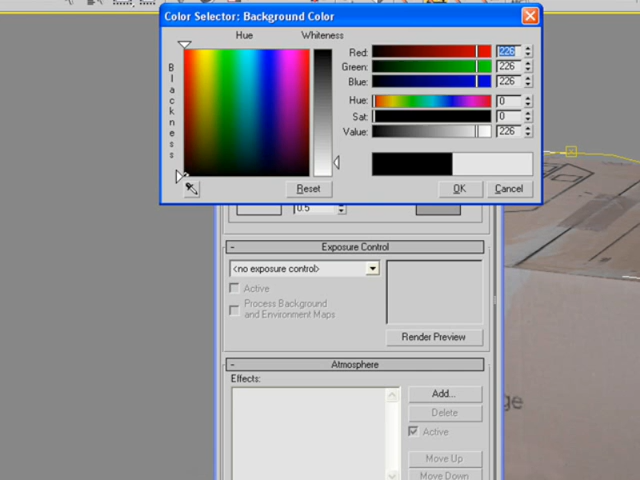 Color Selector: Background Color
Hue
Whiteness
Blackness
Red: 226
Green: 226
Blue: 226
Hue: 0
Sat: 0
Value: 226
Reset
OK
Cancel
0.5
- Exposure Control
<no exposure control>
Active
Process Background
and Environment Maps
Render Preview
- Atmosphere
Effects:
Add...
Delete
Active
Move Up
Move Down
ge